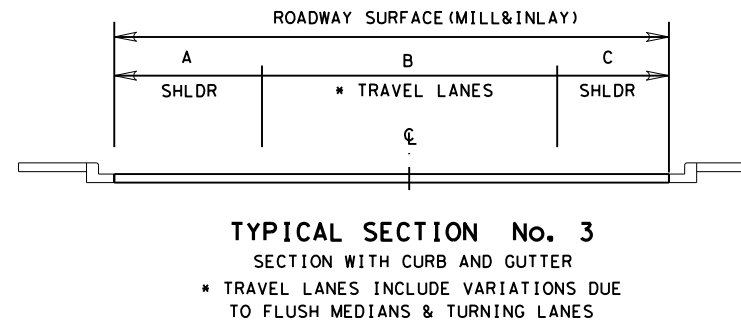 ROADWAY SURFACE (MILL&INLAY)
A B C
SHLDR * TRAVEL LANES SHLDR
℄
TYPICAL SECTION No. 3
SECTION WITH CURB AND GUTTER
* TRAVEL LANES INCLUDE VARIATIONS DUE
TO FLUSH MEDIANS & TURNING LANES